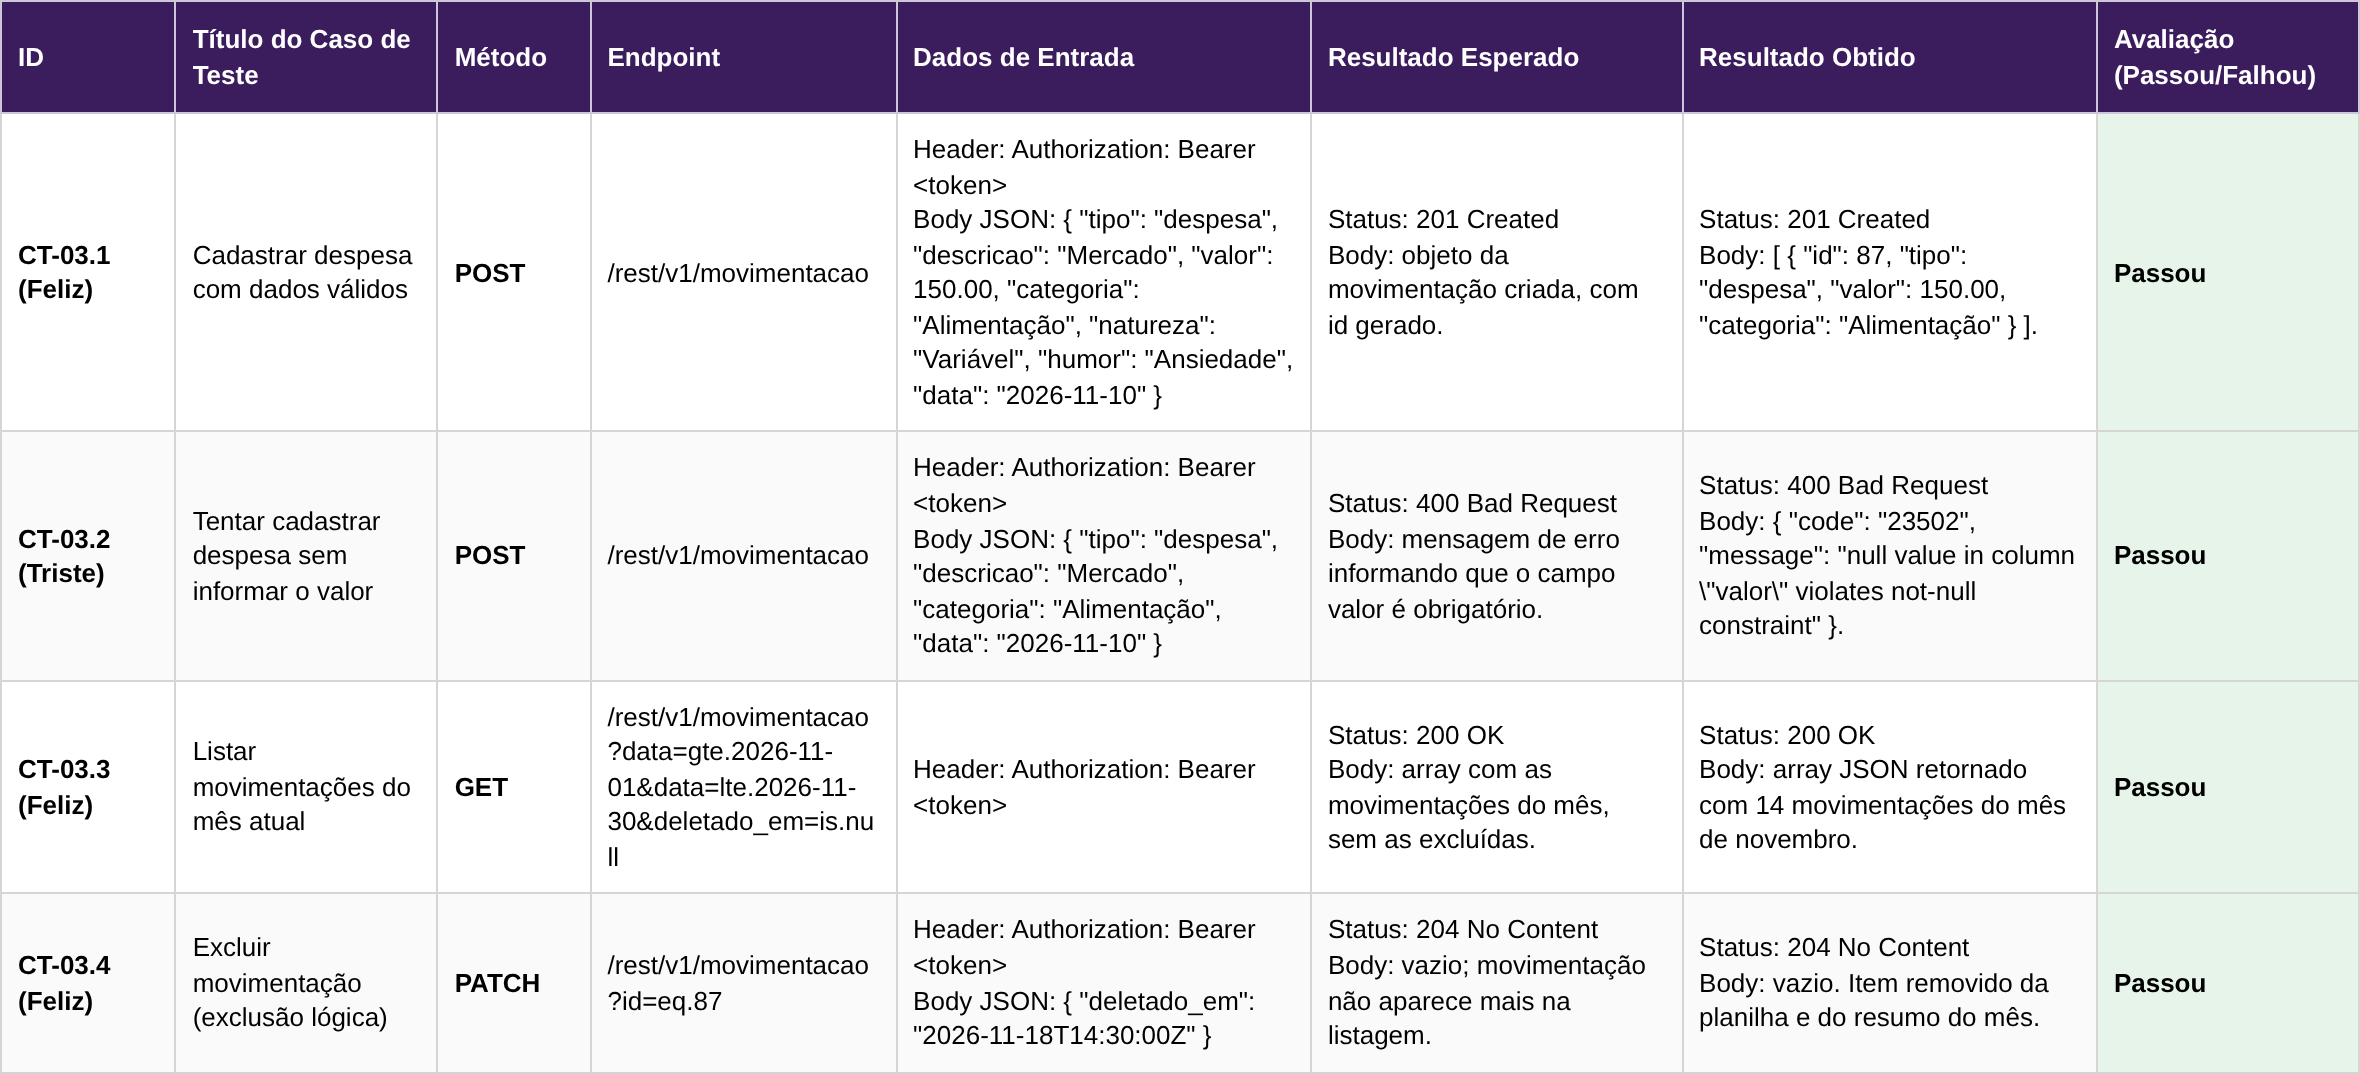 ID
Título do Caso de
Teste
Método
Endpoint
Dados de Entrada
Resultado Esperado
Resultado Obtido
Avaliação
(Passou/Falhou)
CT-03.1
(Feliz)
Cadastrar despesa
com dados válidos
POST
/rest/v1/movimentacao
Header: Authorization: Bearer
<token>
Body JSON: { "tipo": "despesa",
"descricao": "Mercado", "valor":
150.00, "categoria":
"Alimentação", "natureza":
"Variável", "humor": "Ansiedade",
"data": "2026-11-10" }
Status: 201 Created
Body: objeto da
movimentação criada, com
id gerado.
Status: 201 Created
Body: [ { "id": 87, "tipo":
"despesa", "valor": 150.00,
"categoria": "Alimentação" } ].
Passou
CT-03.2
(Triste)
Tentar cadastrar
despesa sem
informar o valor
POST
/rest/v1/movimentacao
Header: Authorization: Bearer
<token>
Body JSON: { "tipo": "despesa",
"descricao": "Mercado",
"categoria": "Alimentação",
"data": "2026-11-10" }
Status: 400 Bad Request
Body: mensagem de erro
informando que o campo
valor é obrigatório.
Status: 400 Bad Request
Body: { "code": "23502",
"message": "null value in column
\"valor\" violates not-null
constraint" }.
Passou
CT-03.3
(Feliz)
Listar
movimentações do
mês atual
GET
/rest/v1/movimentacao
?data=gte.2026-11-
01&data=lte.2026-11-
30&deletado_em=is.nu
ll
Header: Authorization: Bearer
<token>
Status: 200 OK
Body: array com as
movimentações do mês,
sem as excluídas.
Status: 200 OK
Body: array JSON retornado
com 14 movimentações do mês
de novembro.
Passou
CT-03.4
(Feliz)
Excluir
movimentação
(exclusão lógica)
PATCH
/rest/v1/movimentacao
?id=eq.87
Header: Authorization: Bearer
<token>
Body JSON: { "deletado_em":
"2026-11-18T14:30:00Z" }
Status: 204 No Content
Body: vazio; movimentação
não aparece mais na
listagem.
Status: 204 No Content
Body: vazio. Item removido da
planilha e do resumo do mês.
Passou